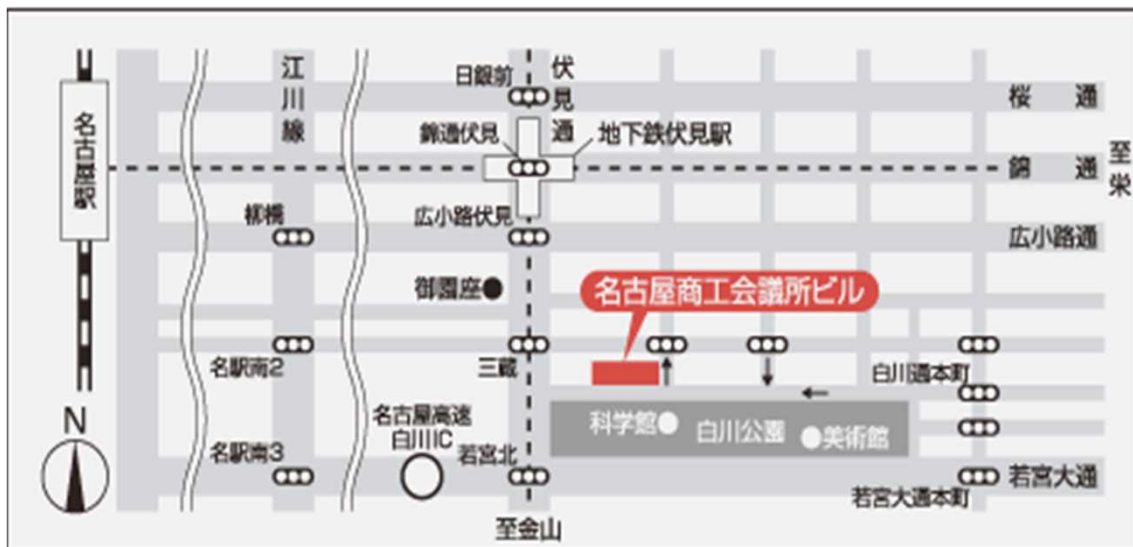 江川線
日銀前
伏見通
桜通
名古屋駅
錦通伏見
地下鉄伏見駅
錦通
至栄
柳橋
広小路伏見
広小路通
御園座
名古屋商工会議所ビル
名駅南2
三蔵
白川通本町
N
名古屋高速
白川IC
科学館
白川公園
美術館
名駅南3
若宮北
若宮大通
若宮大通本町
至金山